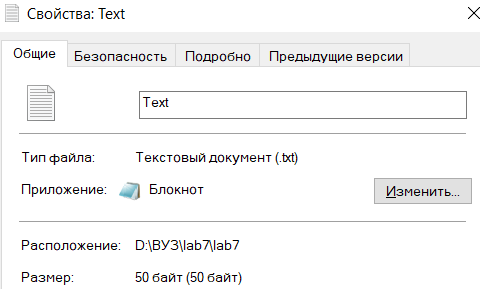 Свойства: Text
Общие Безопасность Подробно Предыдущие версии
Text
Тип файла: Текстовый документ (.txt)
Приложение: Блокнот Изменить...
Расположение: D:\ВУЗ\lab7\lab7
Размер: 50 байт (50 байт)